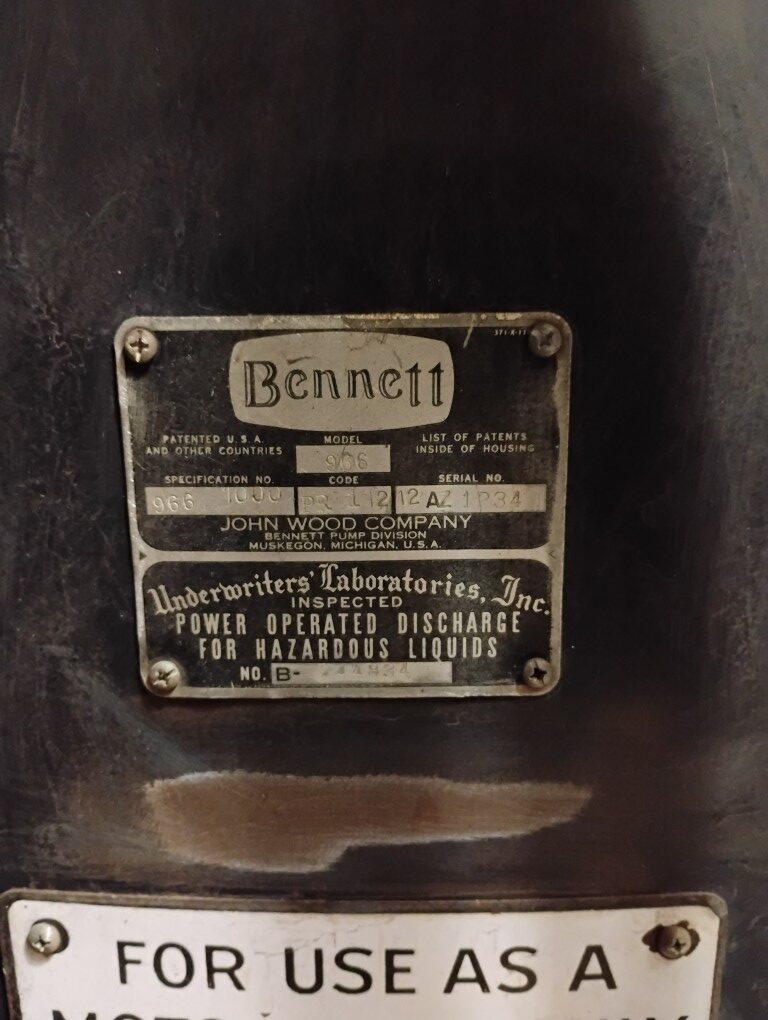 Bennett
PATENTED U.S.A.
AND OTHER COUNTRIES
MODEL
966
LIST OF PATENTS
INSIDE OF HOUSING
SPECIFICATION NO.
966 1000
CODE
SERIAL NO.
JOHN WOOD COMPANY
BENNETT PUMP DIVISION
MUSKEGON, MICHIGAN, U.S.A.
Underwriters' Laboratories, Inc.
INSPECTED
POWER OPERATED DISCHARGE
FOR HAZARDOUS LIQUIDS
NO. B-
FOR USE AS A